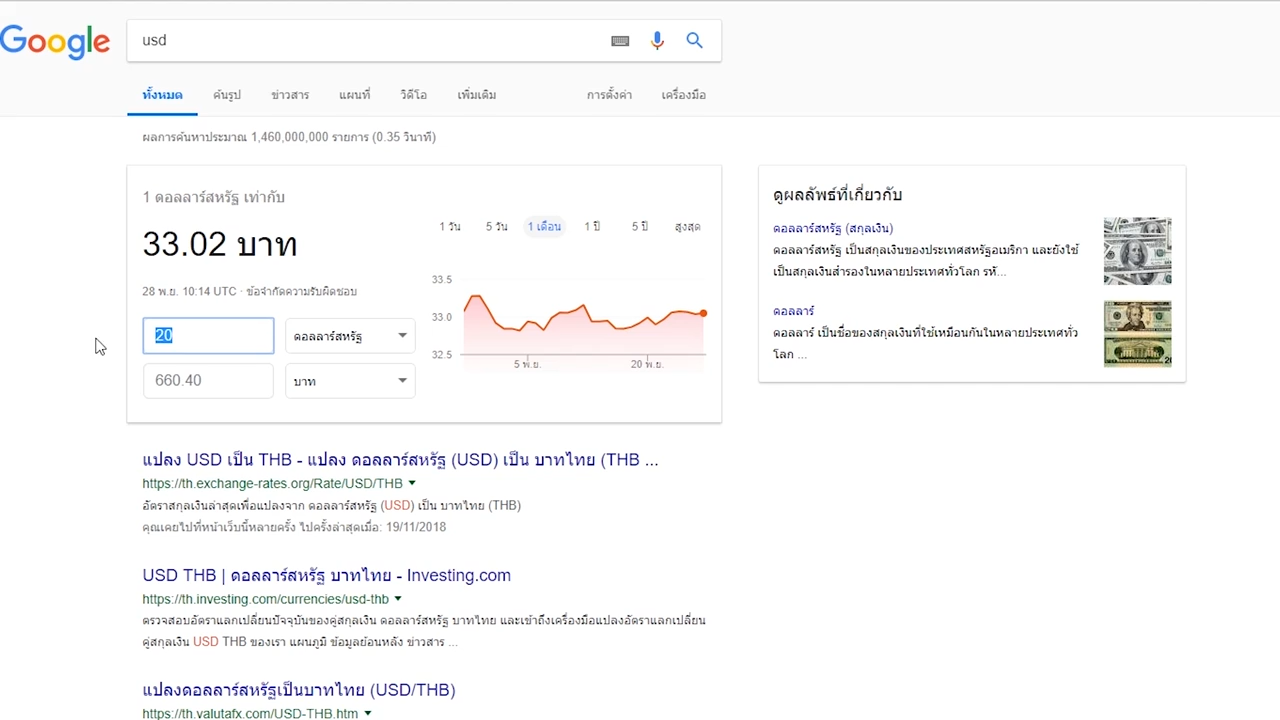 Google
usd
ทั้งหมด ค้นรูป ข่าวสาร แผนที่ วิดีโอ เพิ่มเติม การตั้งค่า เครื่องมือ
ผลการค้นหาประมาณ 1,460,000,000 รายการ (0.35 วินาที)
1 ดอลลาร์สหรัฐ เท่ากับ
33.02 บาท
28 พ.ย. 10:14 UTC · ข้อจำกัดความรับผิดชอบ
20 ดอลลาร์สหรัฐ
660.40 บาท
1 วัน 5 วัน 1 เดือน 1 ปี 5 ปี สูงสุด
33.5
33.0
32.5
5 พ.ย. 20 พ.ย.
ดูผลลัพธ์ที่เกี่ยวกับ
ดอลลาร์สหรัฐ (สกุลเงิน)
ดอลลาร์สหรัฐ เป็นสกุลเงินของประเทศสหรัฐอเมริกา และยังใช้
เป็นสกุลเงินสำรองในหลายประเทศทั่วโลก รหั...
ดอลลาร์
ดอลลาร์ เป็นชื่อของสกุลเงินที่ใช้เหมือนกันในหลายประเทศทั่ว
โลก ...
แปลง USD เป็น THB - แปลง ดอลลาร์สหรัฐ (USD) เป็น บาทไทย (THB ...
https://th.exchange-rates.org/Rate/USD/THB
อัตราสกุลเงินล่าสุดเพื่อแปลงจาก ดอลลาร์สหรัฐ (USD) เป็น บาทไทย (THB)
คุณเคยไปที่หน้าเว็บนี้หลายครั้ง ไปครั้งล่าสุดเมื่อ: 19/11/2018
USD THB | ดอลลาร์สหรัฐ บาทไทย - Investing.com
https://th.investing.com/currencies/usd-thb
ตรวจสอบอัตราแลกเปลี่ยนปัจจุบันของคู่สกุลเงิน ดอลลาร์สหรัฐ บาทไทย และเข้าถึงเครื่องมือแปลงอัตราแลกเปลี่ยน
คู่สกุลเงิน USD THB ของเรา แผนภูมิ ข้อมูลย้อนหลัง ข่าวสาร ...
แปลงดอลลาร์สหรัฐเป็นบาทไทย (USD/THB)
https://th.valutafx.com/USD-THB.htm